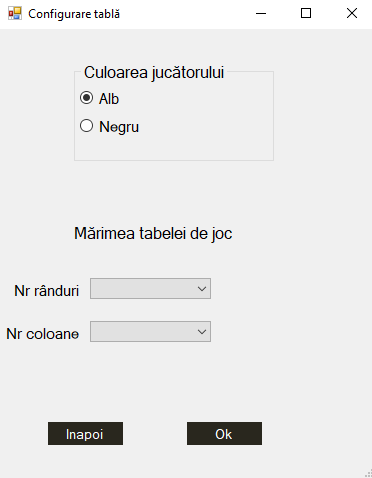 Configurare tablă
Culoarea jucătorului
Alb
Negru
Mărimea tabelei de joc
Nr rânduri
Nr coloane
Inapoi
Ok